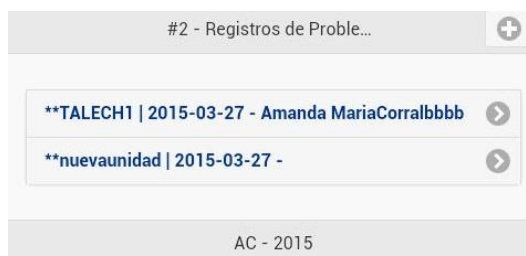 #2 - Registros de Proble...
**TALECH1 | 2015-03-27 - Amanda MariaCorralbbbb
**nuevaunidad | 2015-03-27 -
AC - 2015